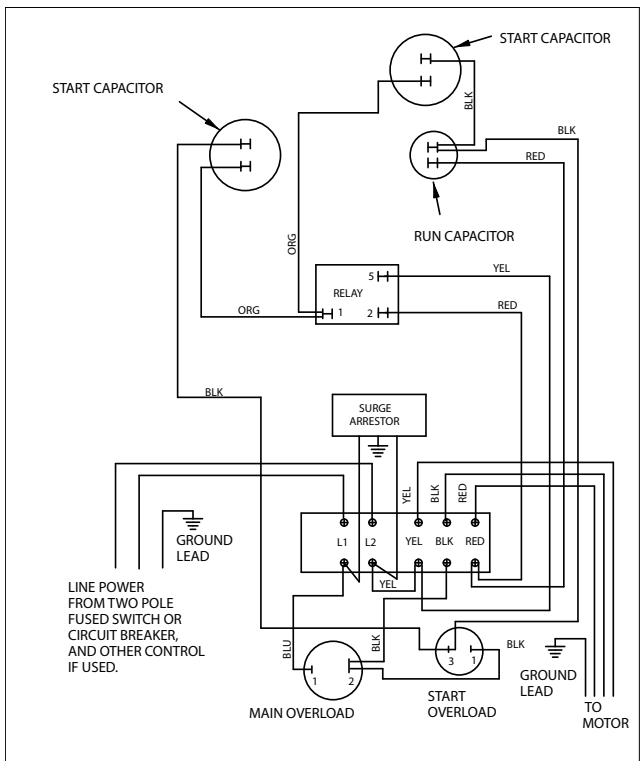 START CAPACITOR
START CAPACITOR
BLK
BLK
RED
RUN CAPACITOR
ORG
5
YEL
RELAY
1
2
RED
ORG
BLK
SURGE
ARRESTOR
YEL
BLK
RED
GROUND
LEAD
L1
L2
YEL
BLK
RED
YEL
LINE POWER
FROM TWO POLE
FUSED SWITCH OR
CIRCUIT BREAKER,
AND OTHER CONTROL
IF USED.
BLU
BLK
1
2
MAIN OVERLOAD
3
1
BLK
START
OVERLOAD
GROUND
LEAD
TO
MOTOR